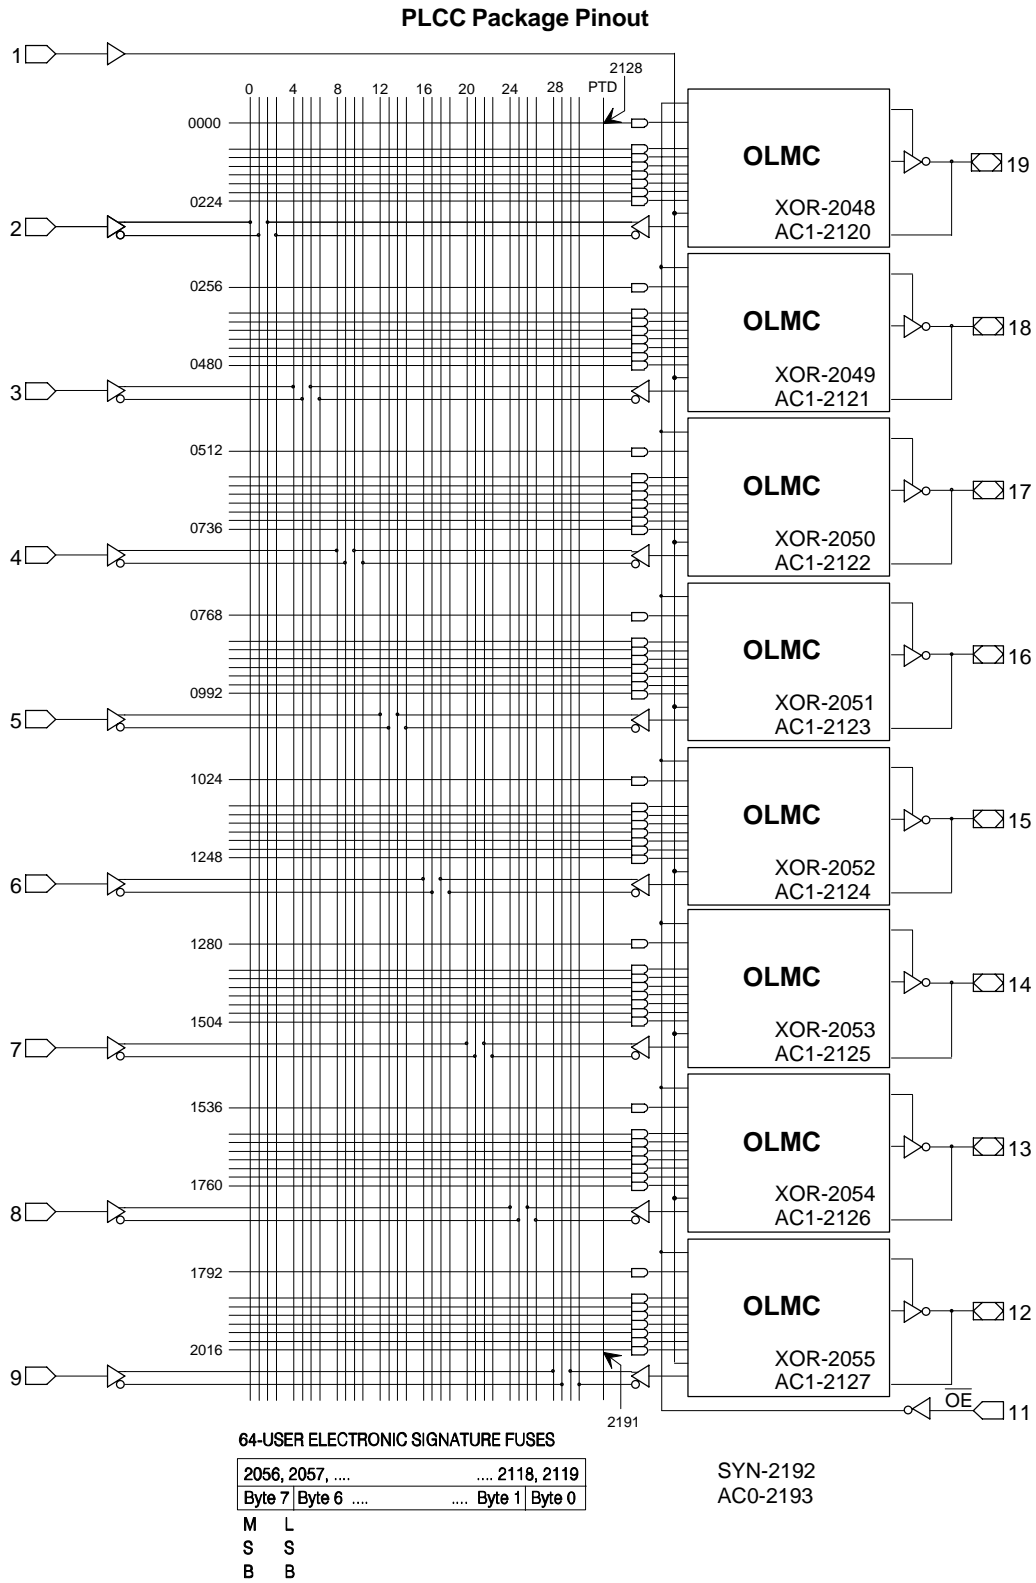 PLCC Package Pinout
1
2128
0 4 8 12 16 20 24 28 PTD
0000
OLMC
19
0224
XOR-2048
2
AC1-2120
0256
OLMC
18
0480
XOR-2049
3
AC1-2121
0512
OLMC
17
0736
XOR-2050
4
AC1-2122
0768
OLMC
16
0992
XOR-2051
5
AC1-2123
1024
OLMC
15
1248
XOR-2052
6
AC1-2124
1280
OLMC
14
1504
XOR-2053
7
AC1-2125
1536
OLMC
13
1760
XOR-2054
8
AC1-2126
1792
OLMC
12
2016
XOR-2055
9
AC1-2127
OE
11
2191
64-USER ELECTRONIC SIGNATURE FUSES
2056, 2057, .... .... 2118, 2119
Byte 7 Byte 6 .... .... Byte 1 Byte 0
M L
S S
B B
SYN-2192
AC0-2193